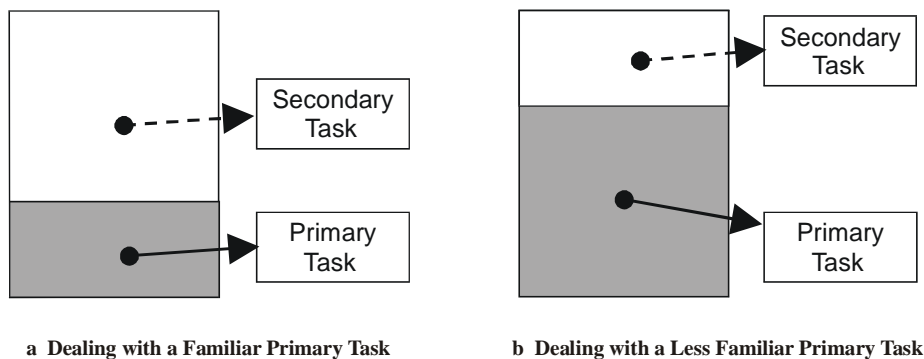 Secondary
Task
Primary
Task
a Dealing with a Familiar Primary Task
Secondary
Task
Primary
Task
b Dealing with a Less Familiar Primary Task